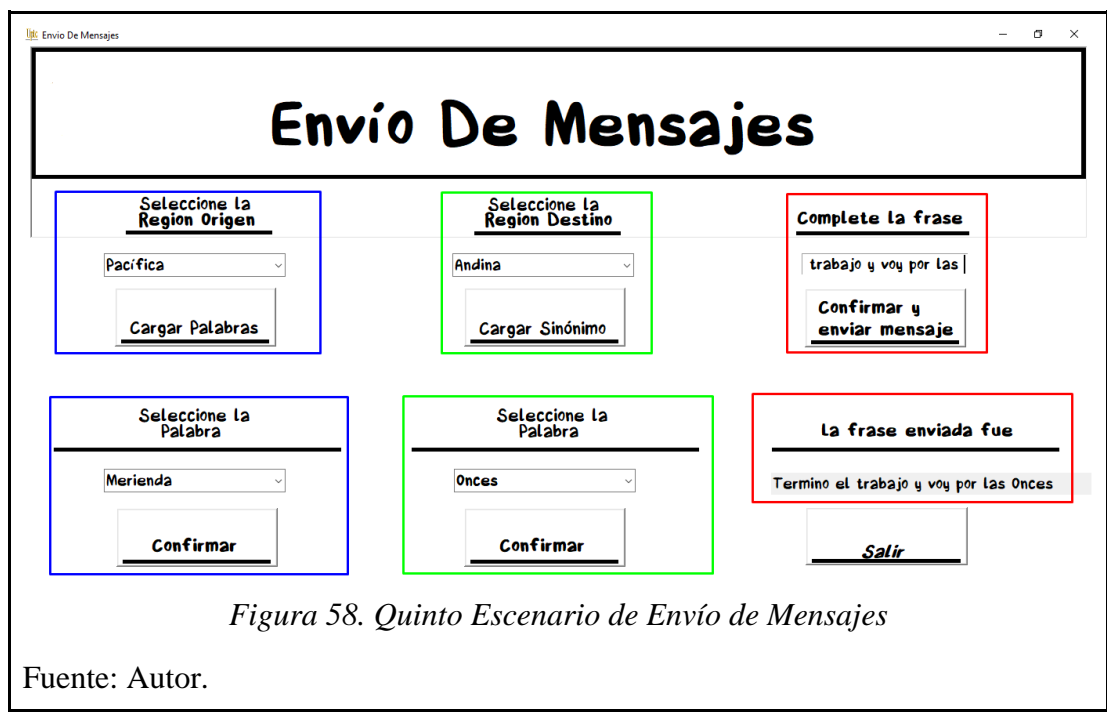 Envio De Mensajes
Envío De Mensajes
Seleccione la
Region Origen
Pacífica
Cargar Palabras
Seleccione la
Region Destino
Andina
Cargar Sinónimo
Complete la frase
trabajo y voy por las
Confirmar y
enviar mensaje
Seleccione la
Palabra
Merienda
Confirmar
Seleccione la
Palabra
Onces
Confirmar
La frase enviada fue
Termino el trabajo y voy por las Onces
Salir
Figura 58. Quinto Escenario de Envío de Mensajes
Fuente: Autor.